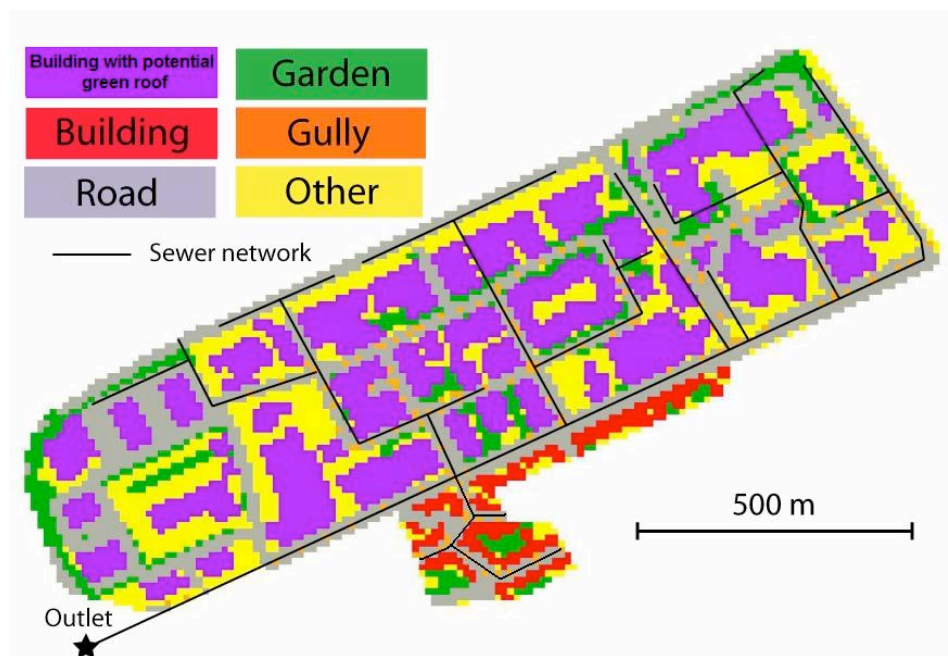 Building with potential
green roof
Garden
Building
Gully
Road
Other
Sewer network
500 m
Outlet